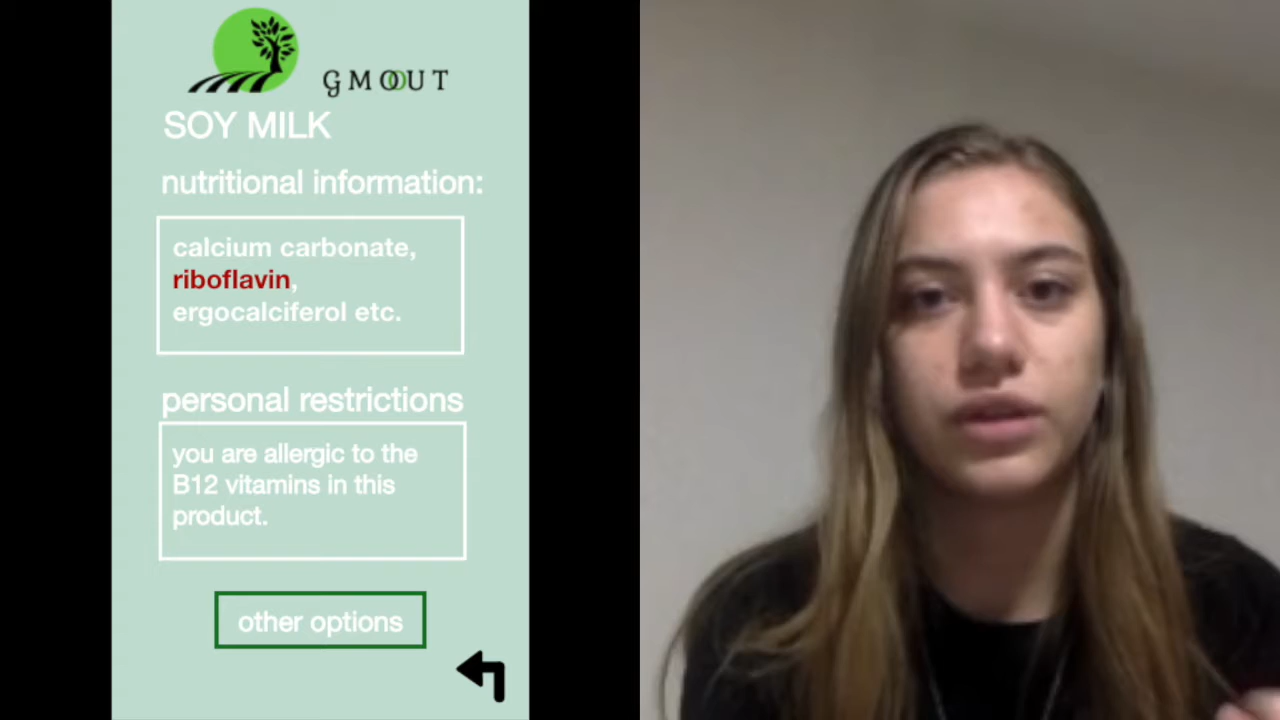 GMOOUT
SOY MILK
nutritional information:
calcium carbonate,
riboflavin,
ergocalciferol etc.
personal restrictions
you are allergic to the
B12 vitamins in this
product.
other options